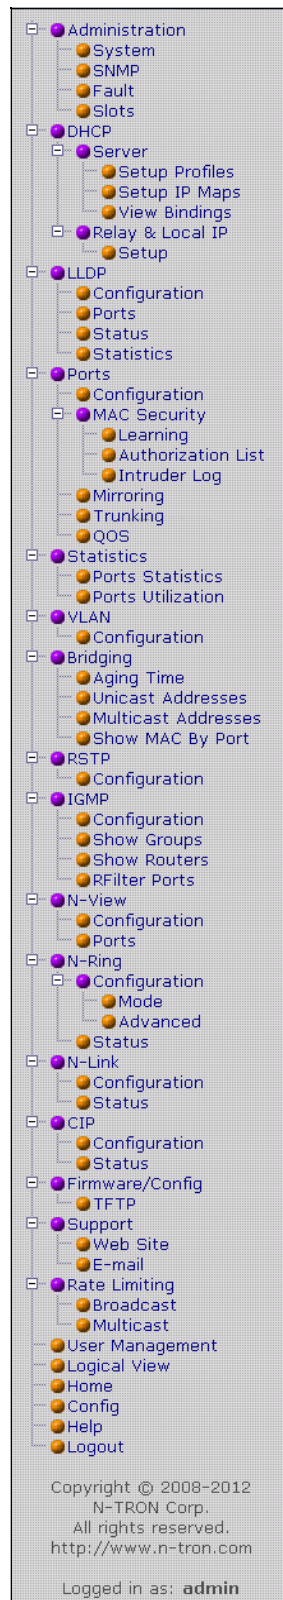 Administration
System
SNMP
Fault
Slots
DHCP
Server
Setup Profiles
Setup IP Maps
View Bindings
Relay & Local IP
Setup
LLDP
Configuration
Ports
Status
Statistics
Ports
Configuration
MAC Security
Learning
Authorization List
Intruder Log
Mirroring
Trunking
QOS
Statistics
Ports Statistics
Ports Utilization
VLAN
Configuration
Bridging
Aging Time
Unicast Addresses
Multicast Addresses
Show MAC By Port
RSTP
Configuration
IGMP
Configuration
Show Groups
Show Routers
RFilter Ports
N-View
Configuration
Ports
N-Ring
Configuration
Mode
Advanced
Status
N-Link
Configuration
Status
CIP
Configuration
Status
Firmware/Config
TFTP
Support
Web Site
E-mail
Rate Limiting
Broadcast
Multicast
User Management
Logical View
Home
Config
Help
Logout
Copyright © 2008-2012
N-TRON Corp.
All rights reserved.
http://www.n-tron.com
Logged in as: admin